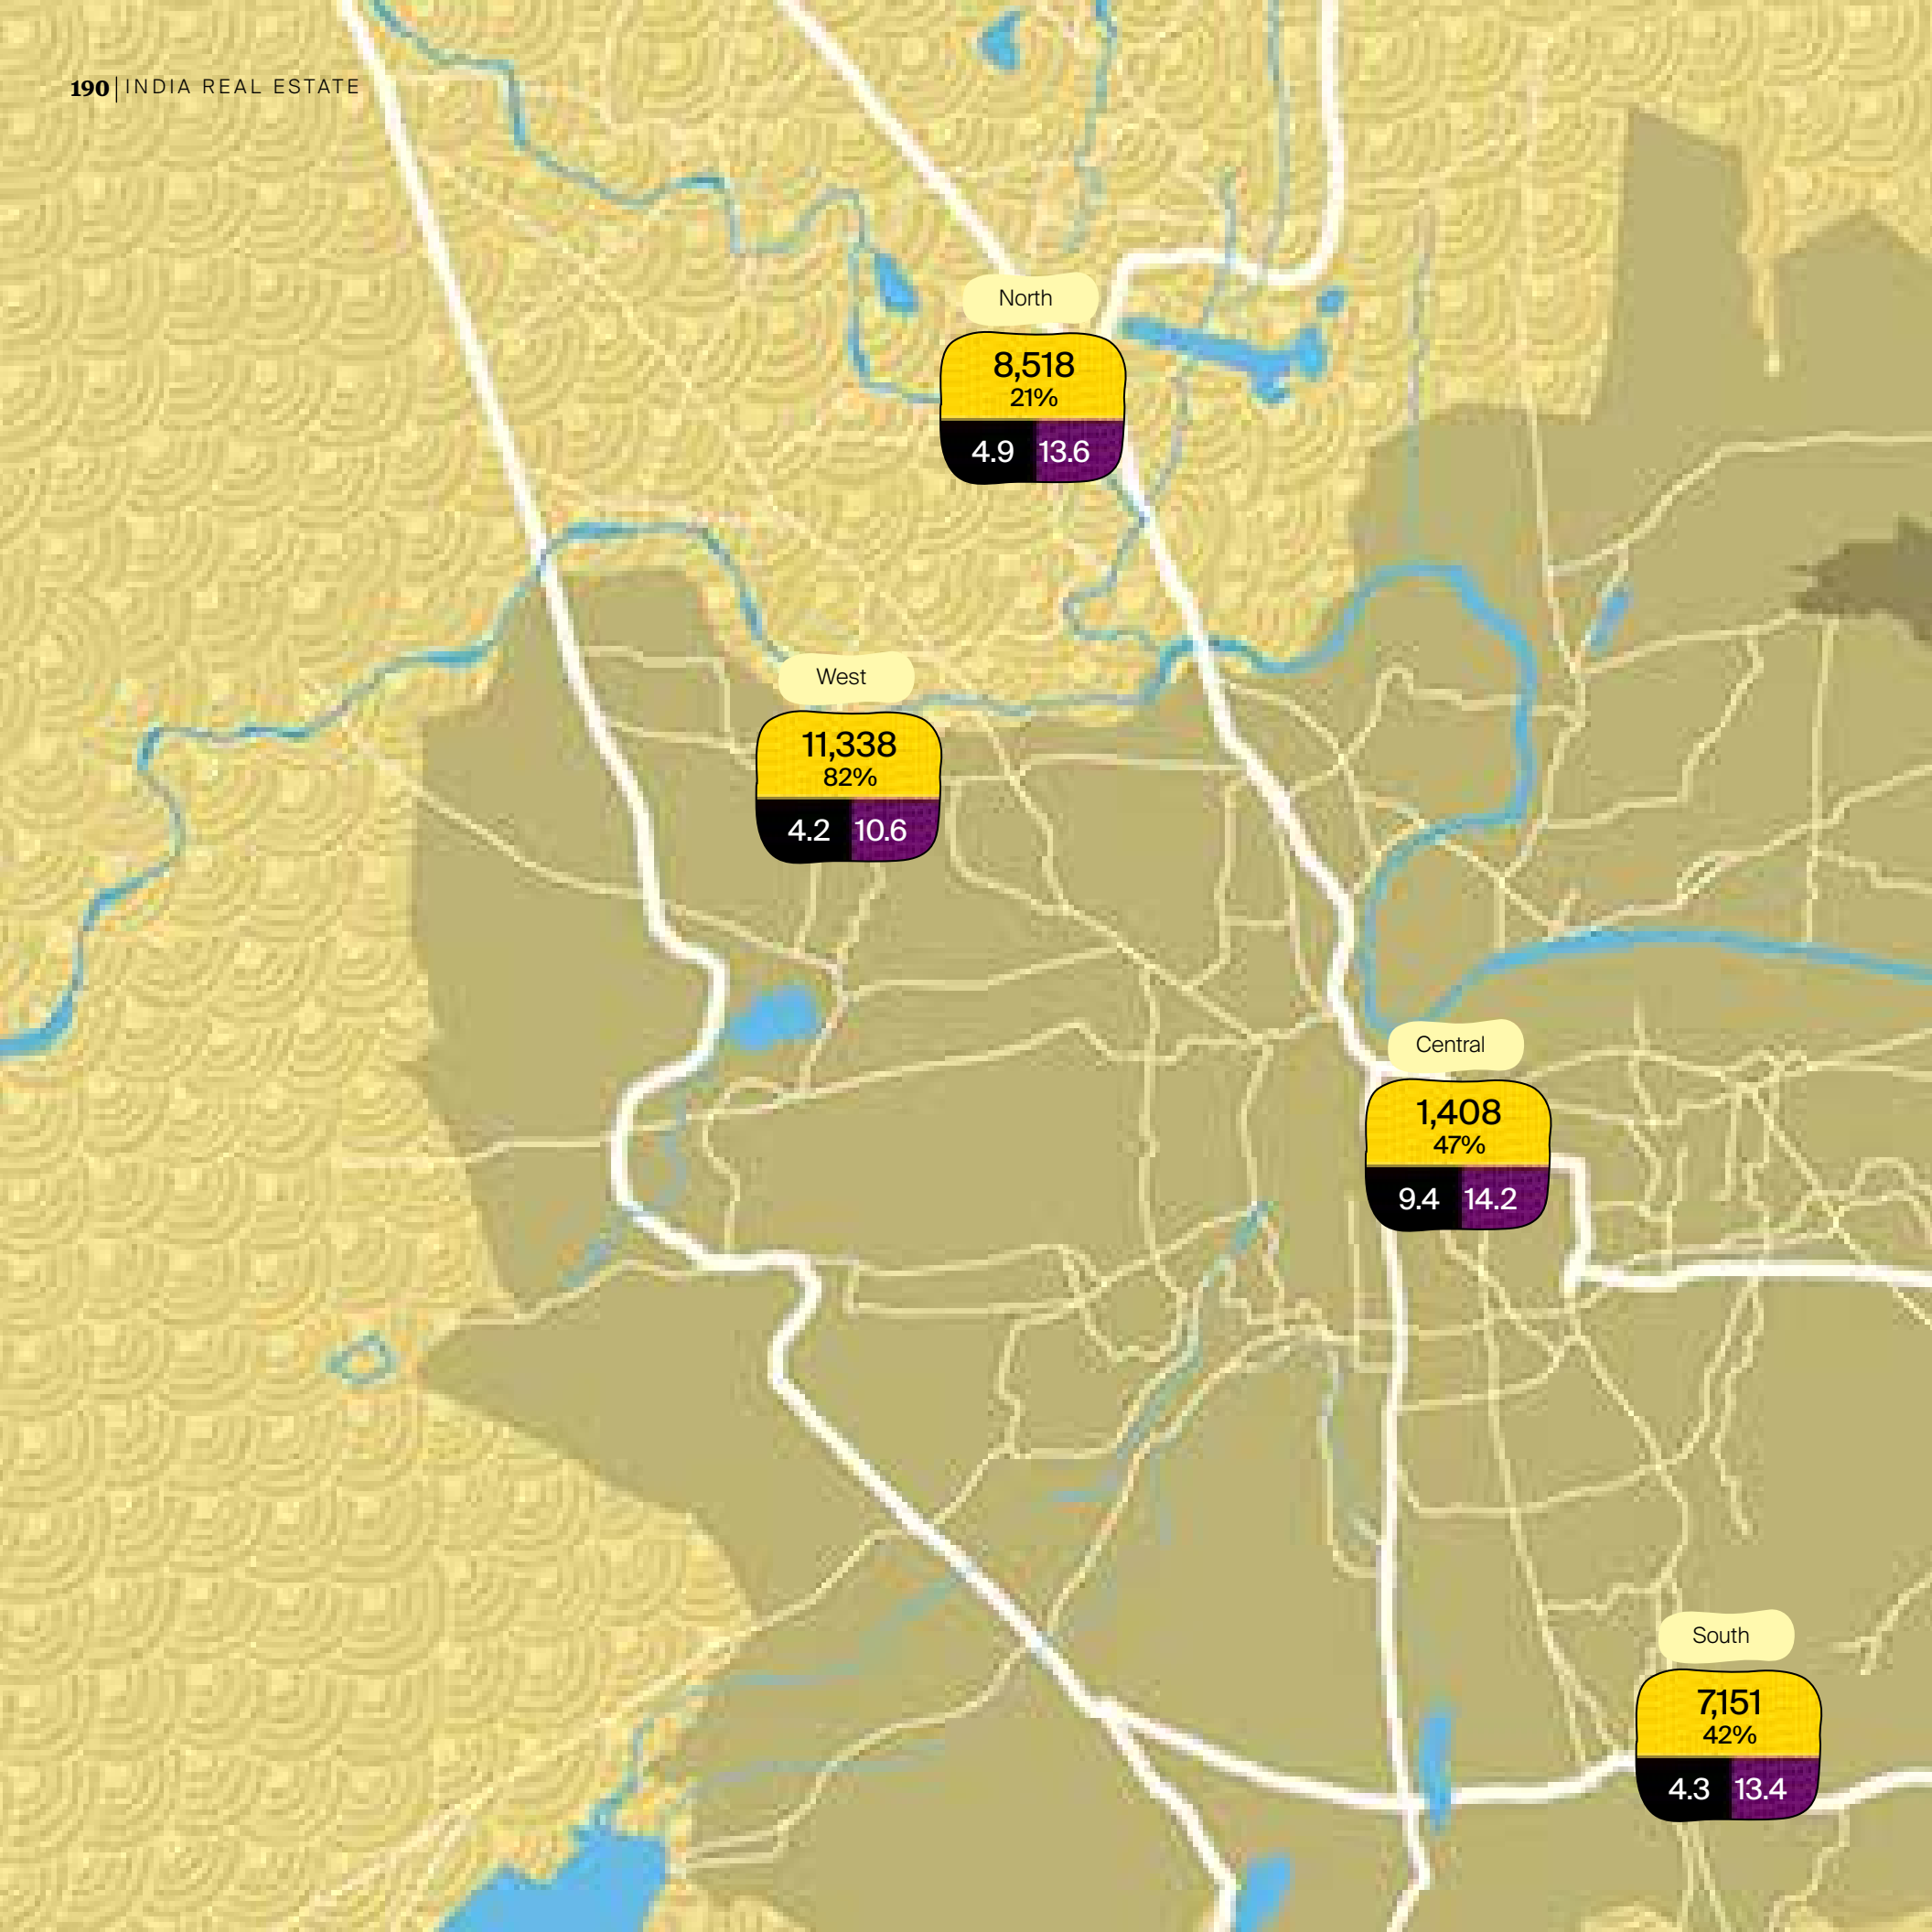 190 | INDIA REAL ESTATE
North
8,518
21%
4.9 13.6
West
11,338
82%
4.2 10.6
Central
1,408
47%
9.4 14.2
South
7,151
42%
4.3 13.4